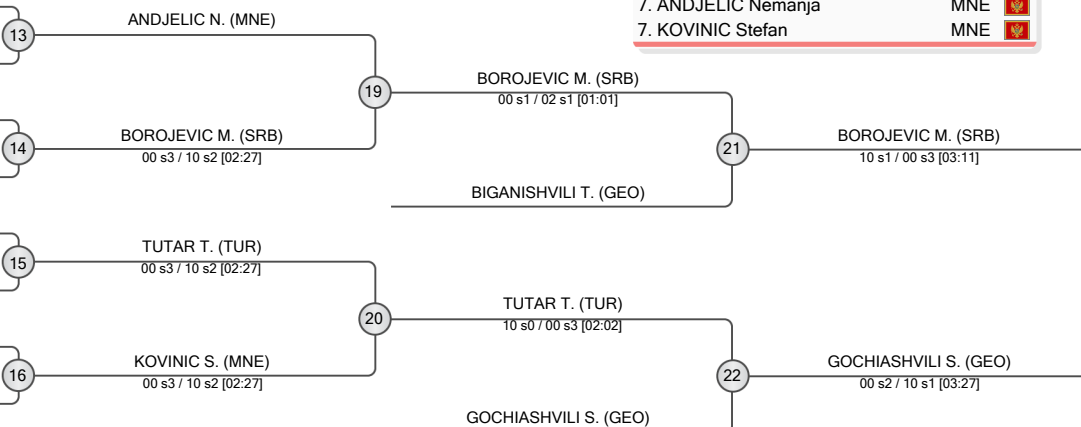 7. ANDJELIC Nemanja MNE
7. KOVINIC Stefan MNE
ANDJELIC N. (MNE)
13
BOROJEVIC M. (SRB)
00 s1 / 02 s1 [01:01]
19
BOROJEVIC M. (SRB)
00 s3 / 10 s2 [02:27]
14
BOROJEVIC M. (SRB)
10 s1 / 00 s3 [03:11]
21
BIGANISHVILI T. (GEO)
TUTAR T. (TUR)
00 s3 / 10 s2 [02:27]
15
TUTAR T. (TUR)
10 s0 / 00 s3 [02:02]
20
KOVINIC S. (MNE)
00 s3 / 10 s2 [02:27]
16
GOCHIASHVILI S. (GEO)
00 s2 / 10 s1 [03:27]
22
GOCHIASHVILI S. (GEO)